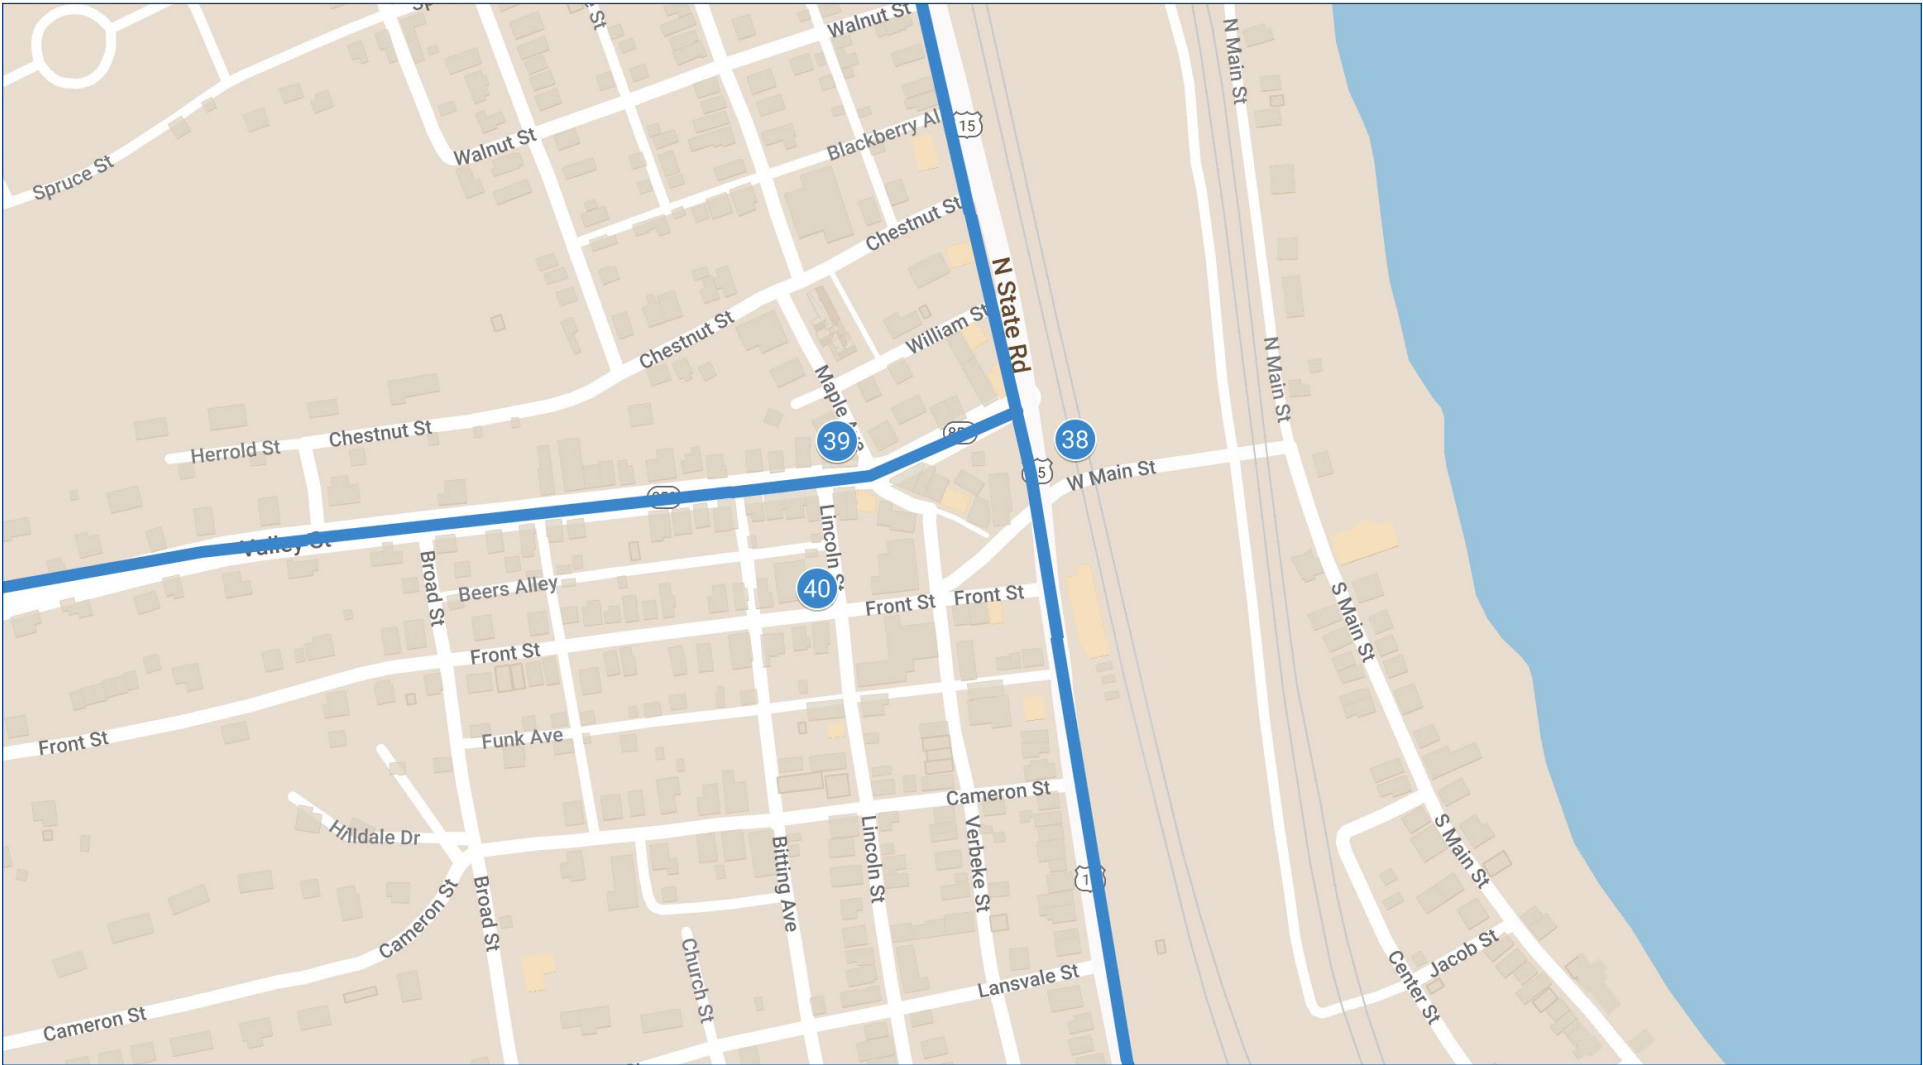 Walnut St
N Main St
15
Blackberry Al
Walnut St
Spruce St
Chestnut St
N State Rd
William St
Chestnut St
N Main St
Maple
Chestnut St
Herrold St
39
38
W Main St
Valley St
Lincoln St
Broad St
Beers Alley
40
Front St
Front St
S Main St
Front St
Front St
Funk Ave
Cameron St
Hilldale Dr
Lincoln St
Verbeke St
S Main St
Bitting Ave
Broad St
Cameron St
Church St
Jacob St
Lansvale St
Center St
Cameron St